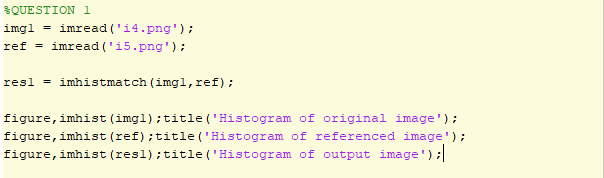 %QUESTION 1
img1 = imread('i4.png');
ref = imread('i5.png');
res1 = imhistmatch(img1,ref);
figure,imhist(img1);title('Histogram of original image');
figure,imhist(ref);title('Histogram of referenced image');
figure,imhist(res1);title('Histogram of output image');